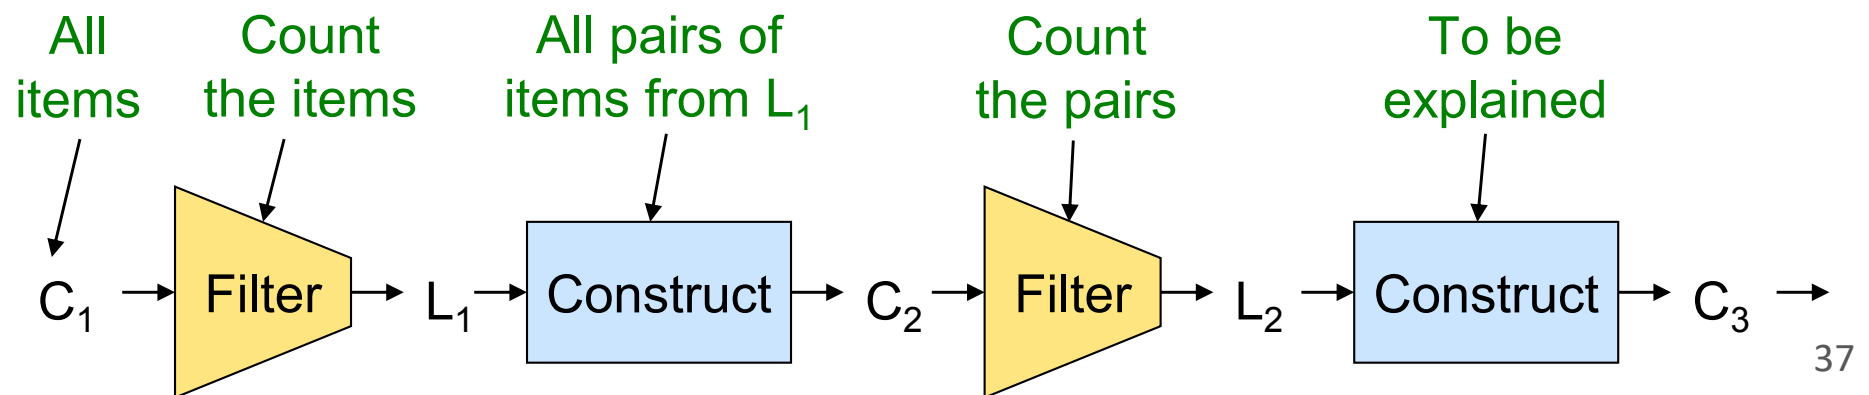 All
items
Count
the items
All pairs of
items from L₁
Count
the pairs
To be
explained
C₁
Filter
L₁
Construct
C₂
Filter
L₂
Construct
C₃
37